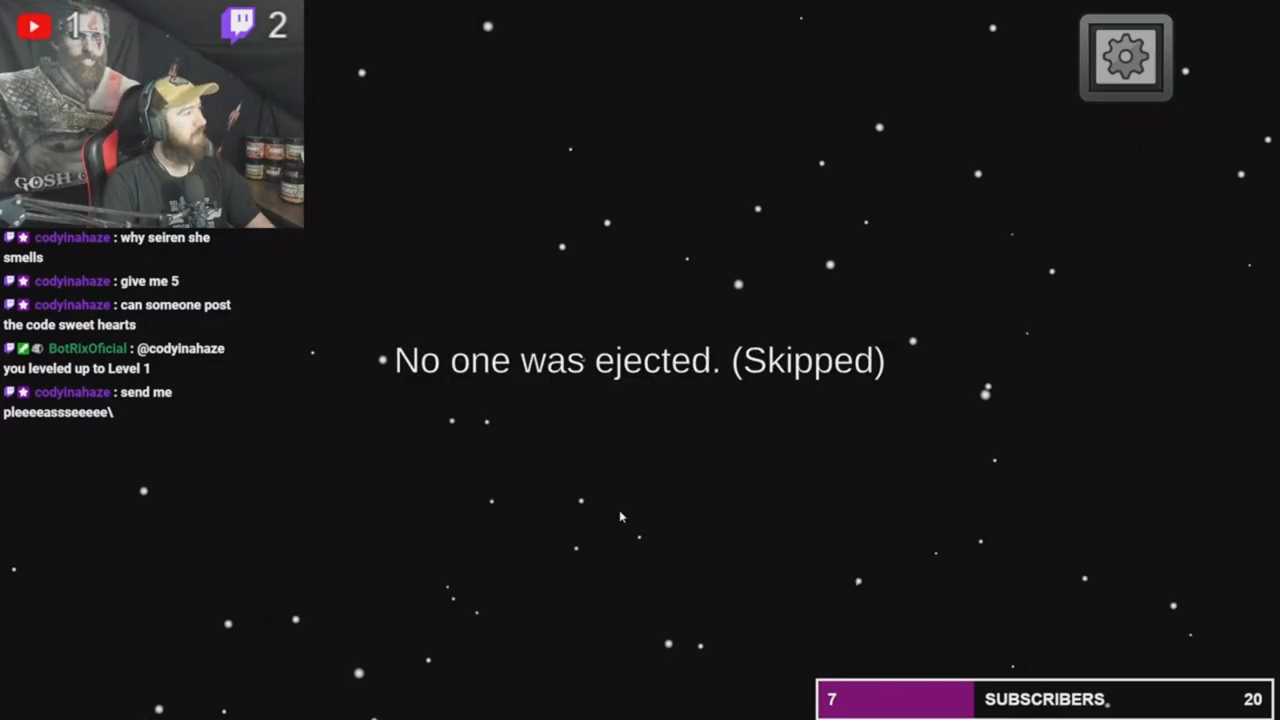 1
2
GOSH
codyinahaze : why seiren she
smells
codyinahaze : give me 5
codyinahaze : can someone post
the code sweet hearts
BotRixOficial : @codyinahaze
you leveled up to Level 1
codyinahaze : send me
pleeeeassseeeee\
No one was ejected. (Skipped)
7 SUBSCRIBERS 20